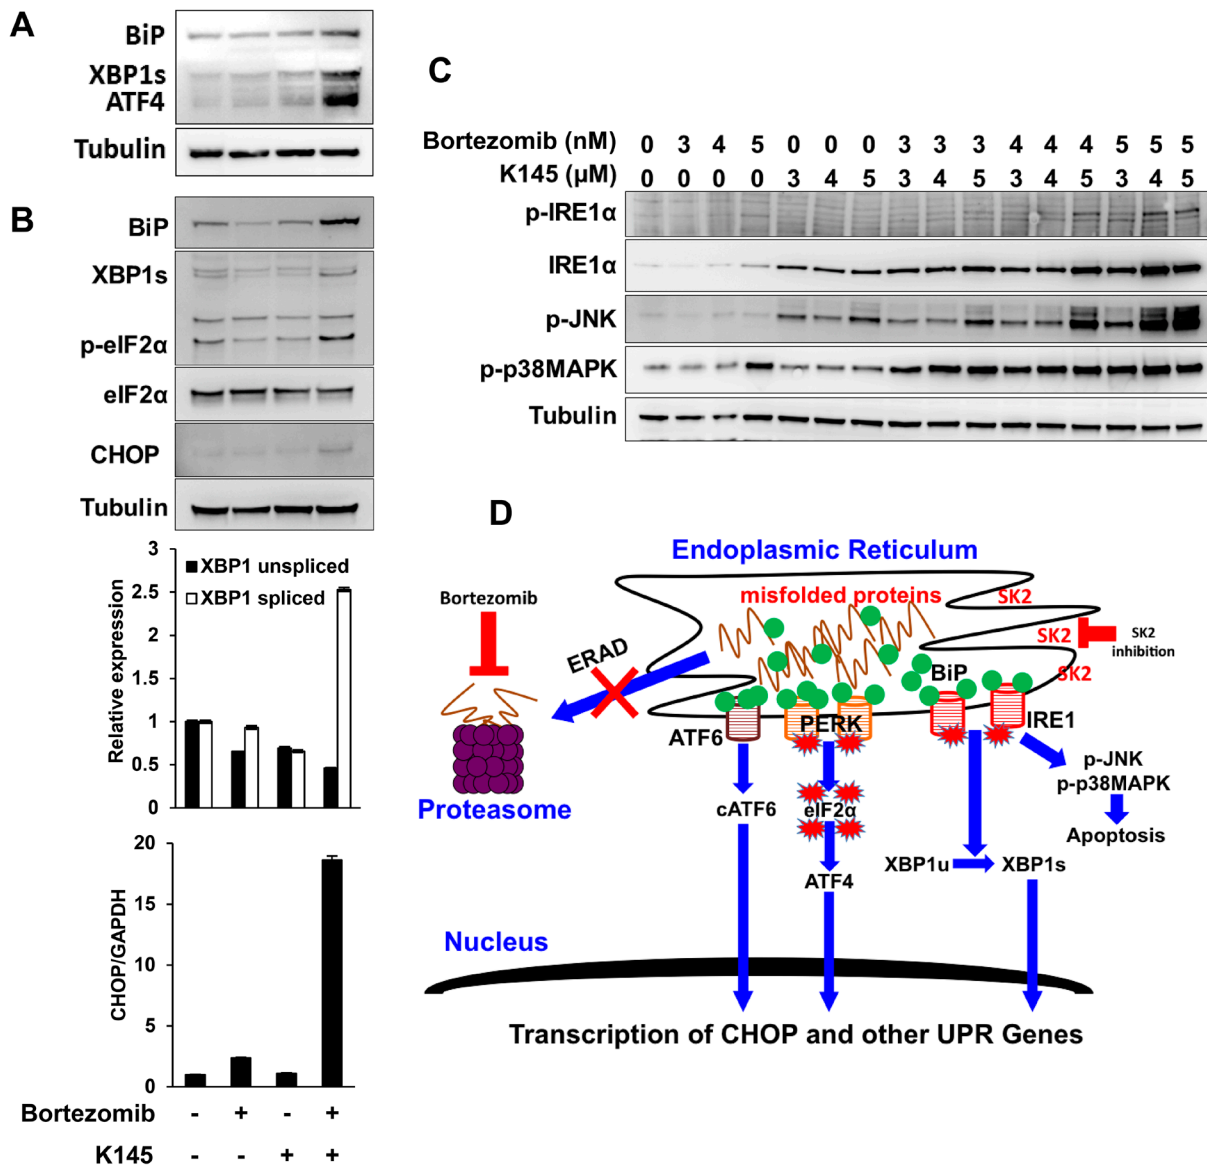 A
BiP
XBP1s
ATF4
Tubulin
B
BiP
XBP1s
p-eIF2α
eIF2α
CHOP
Tubulin
3
2.5
2
1.5
1
0.5
0
Relative expression
XBP1 unspliced
XBP1 spliced
20
15
10
5
0
CHOP/GAPDH
Bortezomib - + - +
K145 - - + +
C
Bortezomib (nM) 0 3 4 5 0 0 0 3 3 3 4 4 4 5 5 5
K145 (µM) 0 0 0 0 3 4 5 3 4 5 3 4 5 3 4 5
p-IRE1α
IRE1α
p-JNK
p-p38MAPK
Tubulin
D
Endoplasmic Reticulum
misfolded proteins
SK2
SK2
SK2
SK2
inhibition
Bortezomib
ERAD
BiP
ATF6
PERK
IRE1
p-JNK
p-p38MAPK
Apoptosis
Proteasome
cATF6
eIF2α
ATF4
XBP1u
XBP1s
Nucleus
Transcription of CHOP and other UPR Genes